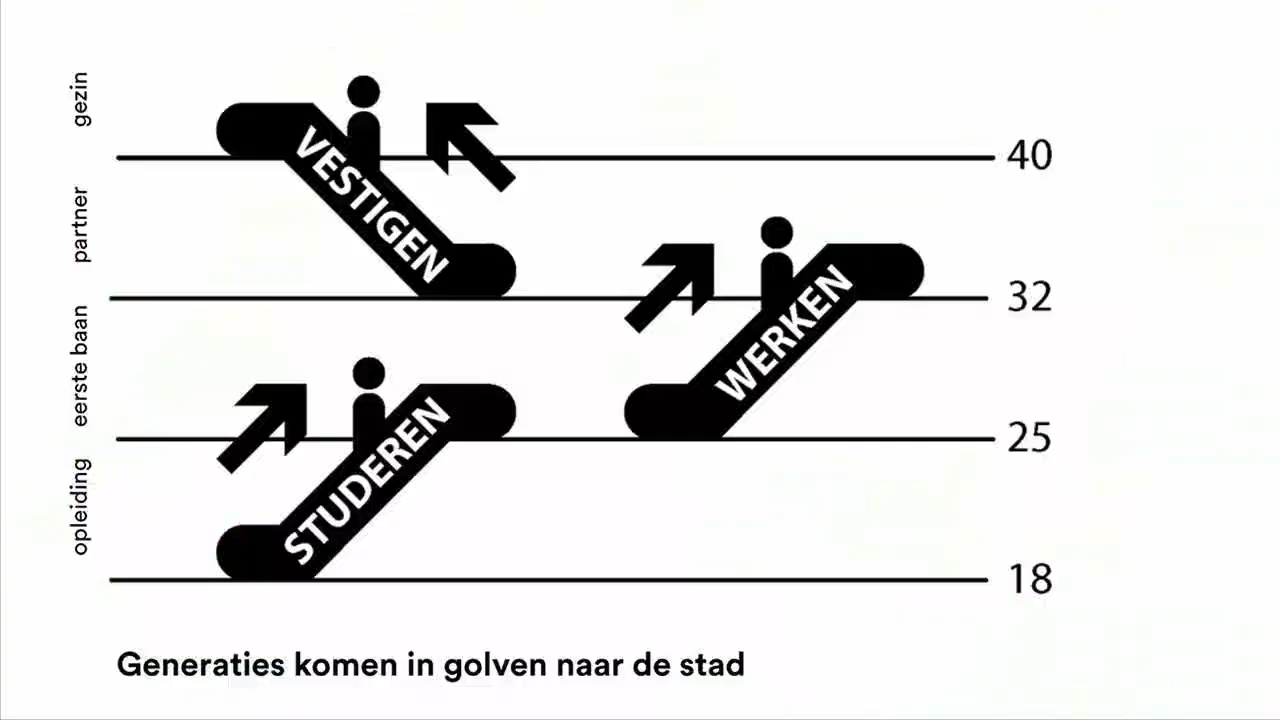 gezin
40
VESTIGEN
partner
32
WERKEN
eerste baan
25
STUDEREN
opleiding
18
Generaties komen in golven naar de stad